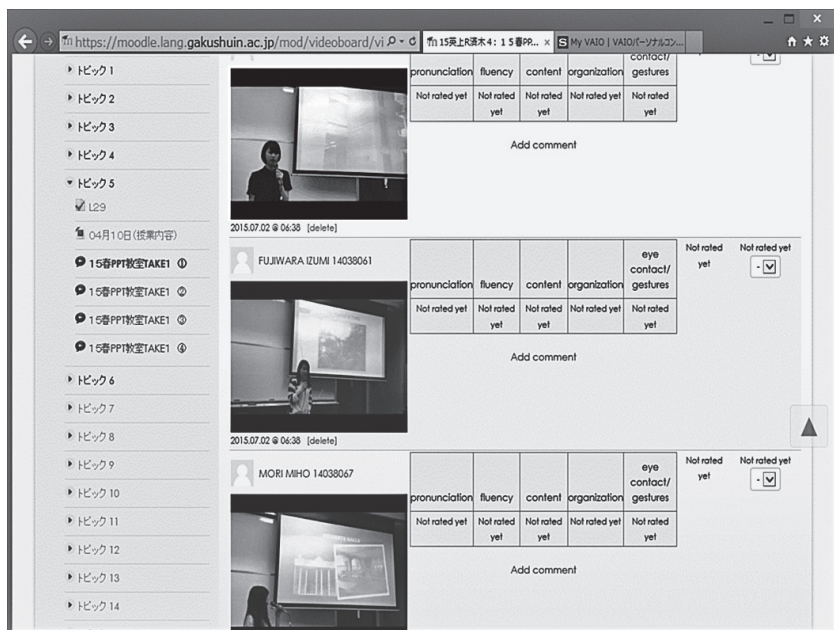 https://moodle.lang.gakushuin.ac.jp/mod/videoboard/vi
15英上R済木4: 15春PP... ×
My VAIO | VAIOパーソナルコン...
トピック 1
トピック 2
トピック 3
トピック 4
トピック 5
L29
04月10日(授業内容)
15春PPT教室TAKE1 ①
15春PPT教室TAKE1 ②
15春PPT教室TAKE1 ③
15春PPT教室TAKE1 ④
トピック 6
トピック 7
トピック 8
トピック 9
トピック 10
トピック 11
トピック 12
トピック 13
トピック 14
pronunciation fluency content organization contact/ gestures
Not rated yet Not rated yet Not rated yet Not rated yet Not rated yet
Add comment
2015.07.02 @ 06:38 [delete]
FUJIWARA IZUMI 14038061
pronunciation fluency content organization eye contact/ gestures
Not rated yet Not rated yet Not rated yet Not rated yet Not rated yet
Not rated yet
Not rated yet
-
Add comment
2015.07.02 @ 06:38 [delete]
MORI MIHO 14038067
pronunciation fluency content organization eye contact/ gestures
Not rated yet Not rated yet Not rated yet Not rated yet Not rated yet
Not rated yet
Not rated yet
-
Add comment